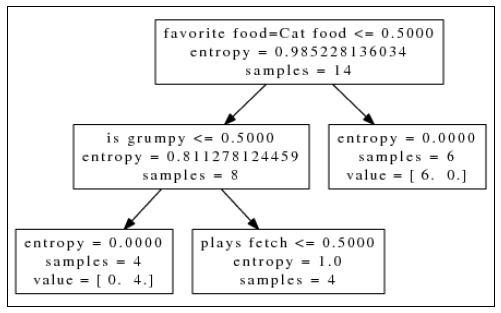 favorite food=Cat food <= 0.5000
entropy = 0.985228136034
samples = 14
is grumpy <= 0.5000
entropy = 0.811278124459
samples = 8
entropy = 0.0000
samples = 6
value = [ 6. 0.]
entropy = 0.0000
samples = 4
value = [ 0. 4.]
plays fetch <= 0.5000
entropy = 1.0
samples = 4